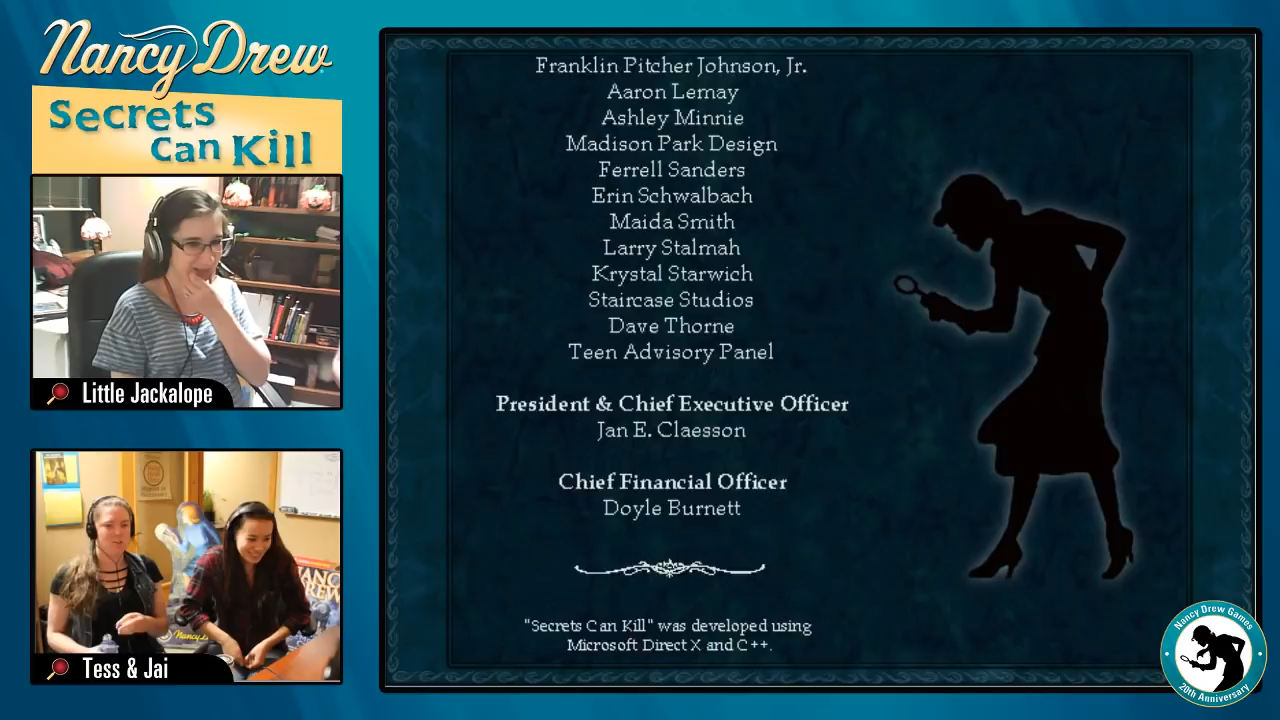 Nancy Drew
Secrets
Can Kill
Little Jackalope
Tess & Jai
Franklin Pitcher Johnson, Jr.
Aaron Lemay
Ashley Minnie
Madison Park Design
Ferrell Sanders
Erin Schwalbach
Maida Smith
Larry Stalmah
Krystal Starwich
Staircase Studios
Dave Thorne
Teen Advisory Panel
President & Chief Executive Officer
Jan E. Claesson
Chief Financial Officer
Doyle Burnett
"Secrets Can Kill" was developed using
Microsoft Direct X and C++.
Nancy Drew Games
20th Anniversary